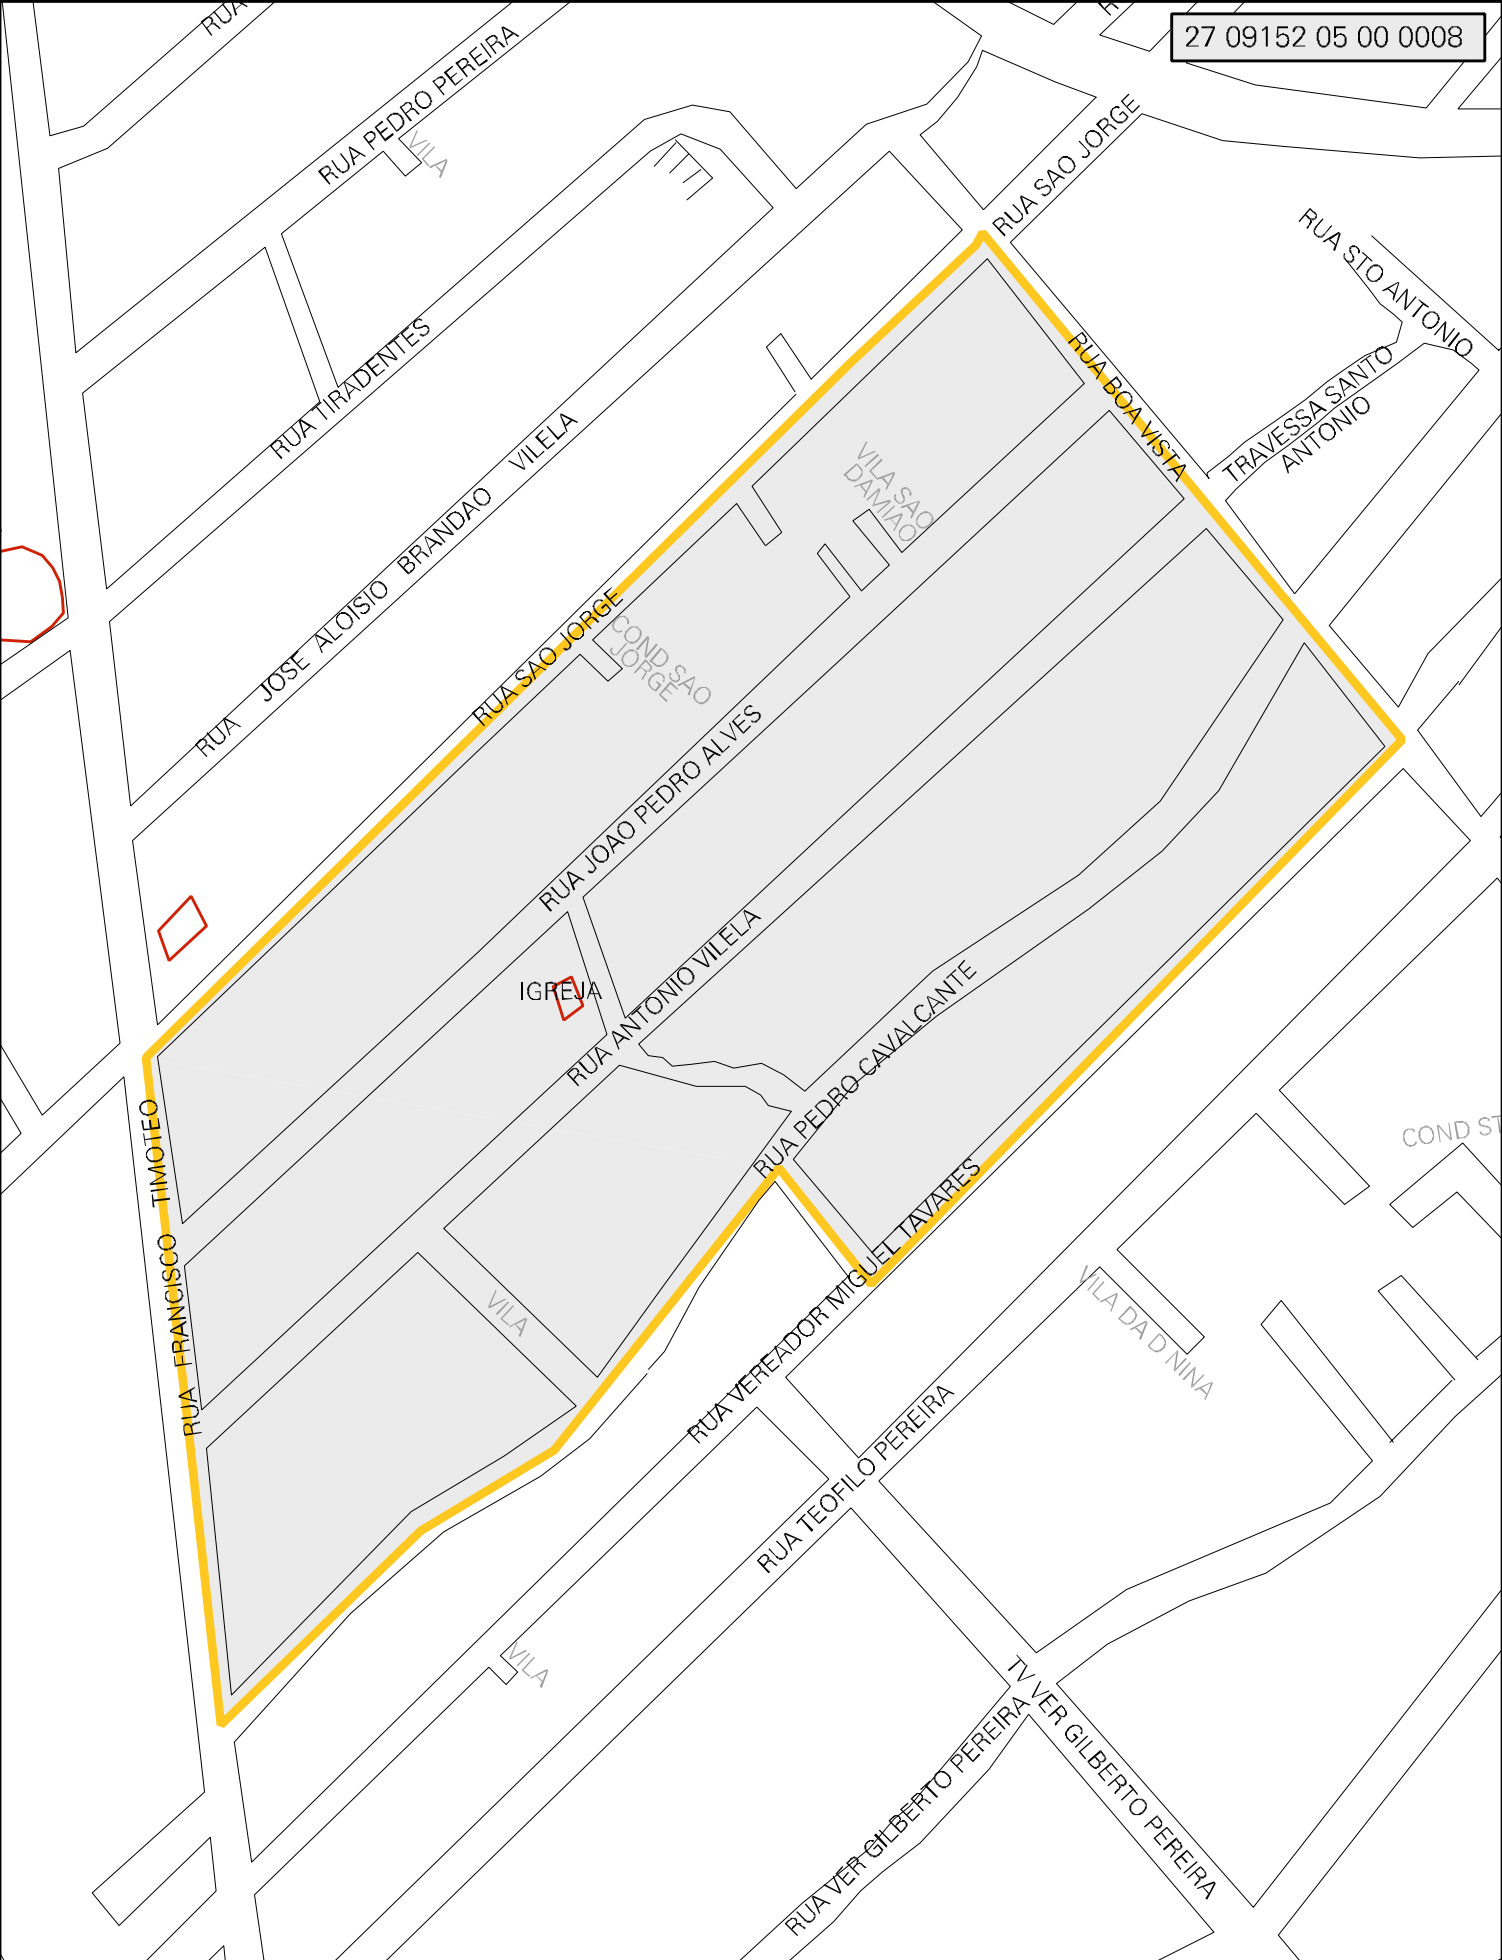 27 09152 05 00 0008
RUA
RUA PEDRO PEREIRA
VILA
RUA SAO JORGE
RUA STO ANTONIO
RUA TIRADENTES
RUA BOA VISTA
TRAVESSA SANTO
ANTONIO
RUA JOSE ALOISIO BRANDAO VILELA
VILA SAO
DAMIAO
RUA SAO JORGE
COND SAO
JORGE
RUA JOAO PEDRO ALVES
IGREJA
RUA ANTONIO VILELA
RUA PEDRO CAVALCANTE
RUA FRANCISCO TIMOTEO
COND ST
VILA
RUA VEREADOR MIGUEL TAVARES
VILA DA D NINA
RUA TEOFILO PEREIRA
VILA
TV VER GILBERTO PEREIRA
RUA VER GILBERTO PEREIRA